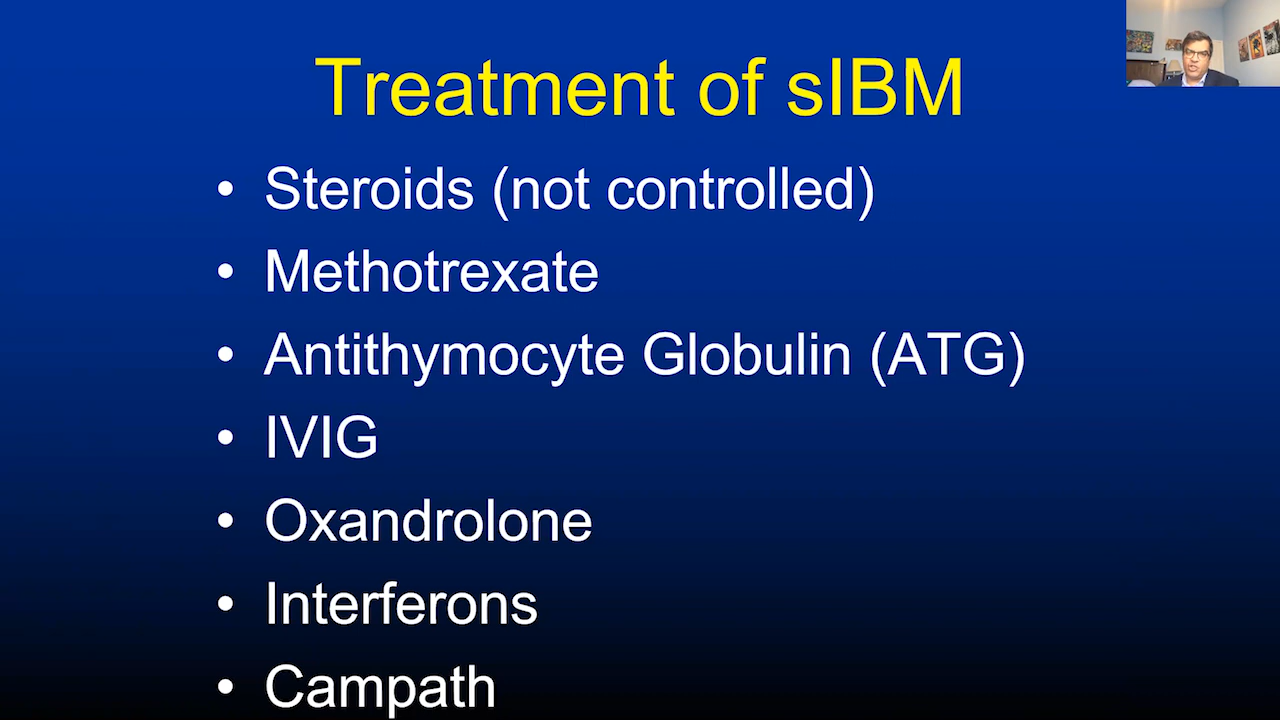 Treatment of sIBM
• Steroids (not controlled)
• Methotrexate
• Antithymocyte Globulin (ATG)
• IVIG
• Oxandrolone
• Interferons
• Campath